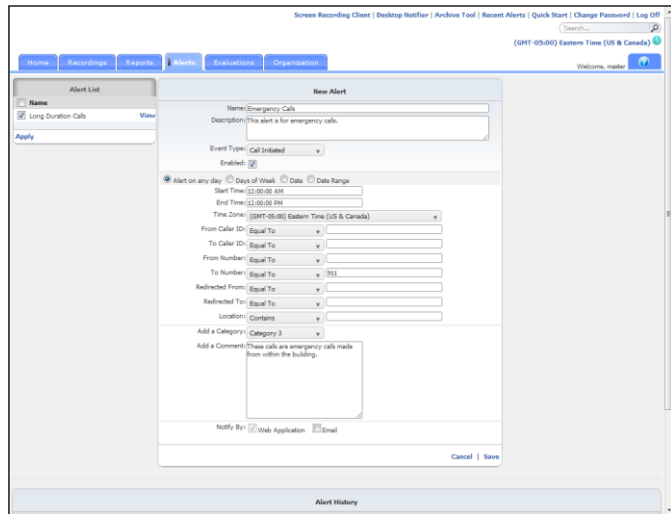 Screen Recording Client | Desktop Notifier | Archive Tool | Recent Alerts | Quick Start | Change Password | Log Off
Search...
(GMT-05:00) Eastern Time (US & Canada)
Home Recordings Reports Alerts Evaluations Organization
Welcome, master
Alert List
Name
Long Duration Calls View
Apply
New Alert
Name: Emergency Calls
Description: This alert is for emergency calls.
Event Type: Call Initiated
Enabled:
Alert on any day Days of Week Date Date Range
Start Time: 12:00:00 AM
End Time: 12:00:00 PM
Time Zone: (GMT-05:00) Eastern Time (US & Canada)
From Caller ID: Equal To
To Caller ID: Equal To
From Number: Equal To
To Number: Equal To 911
Redirected From: Equal To
Redirected To: Equal To
Location: Contains
Add a Category: Category 3
Add a Comment: These calls are emergency calls made
from within the building.
Notify By: Web Application Email
Cancel | Save
Alert History